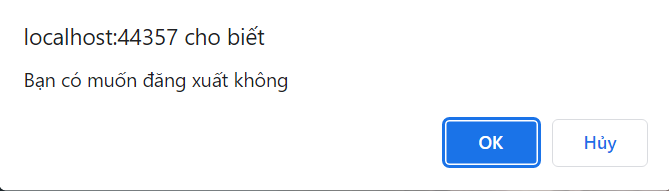 localhost:44357 cho biết
Bạn có muốn đăng xuất không
OK
Hủy